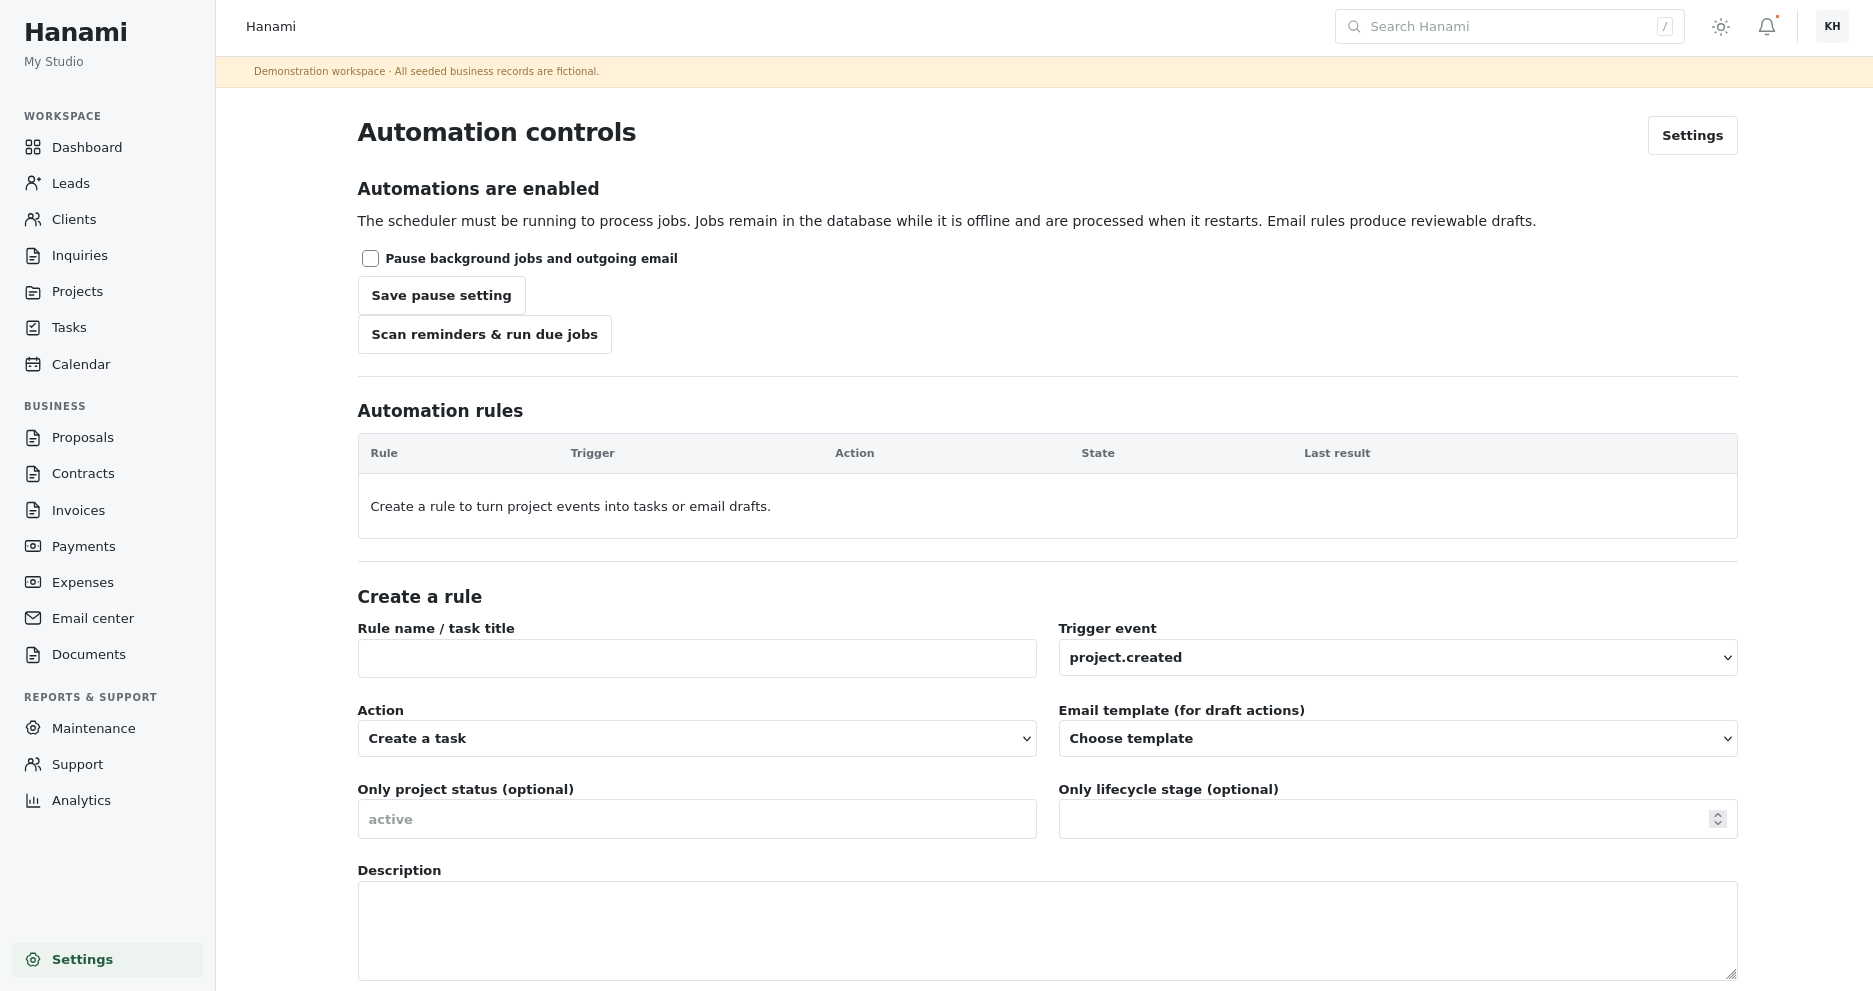 Hanami
My Studio
WORKSPACE
Dashboard
Leads
Clients
Inquiries
Projects
Tasks
Calendar
BUSINESS
Proposals
Contracts
Invoices
Payments
Expenses
Email center
Documents
REPORTS & SUPPORT
Maintenance
Support
Analytics
Settings
Hanami
Search Hanami
/
KH
Demonstration workspace · All seeded business records are fictional.
Automation controls
Settings
Automations are enabled
The scheduler must be running to process jobs. Jobs remain in the database while it is offline and are processed when it restarts. Email rules produce reviewable drafts.
Pause background jobs and outgoing email
Save pause setting
Scan reminders & run due jobs
Automation rules
Rule Trigger Action State Last result
Create a rule to turn project events into tasks or email drafts.
Create a rule
Rule name / task title
Trigger event
project.created
Action
Create a task
Email template (for draft actions)
Choose template
Only project status (optional)
active
Only lifecycle stage (optional)
Description